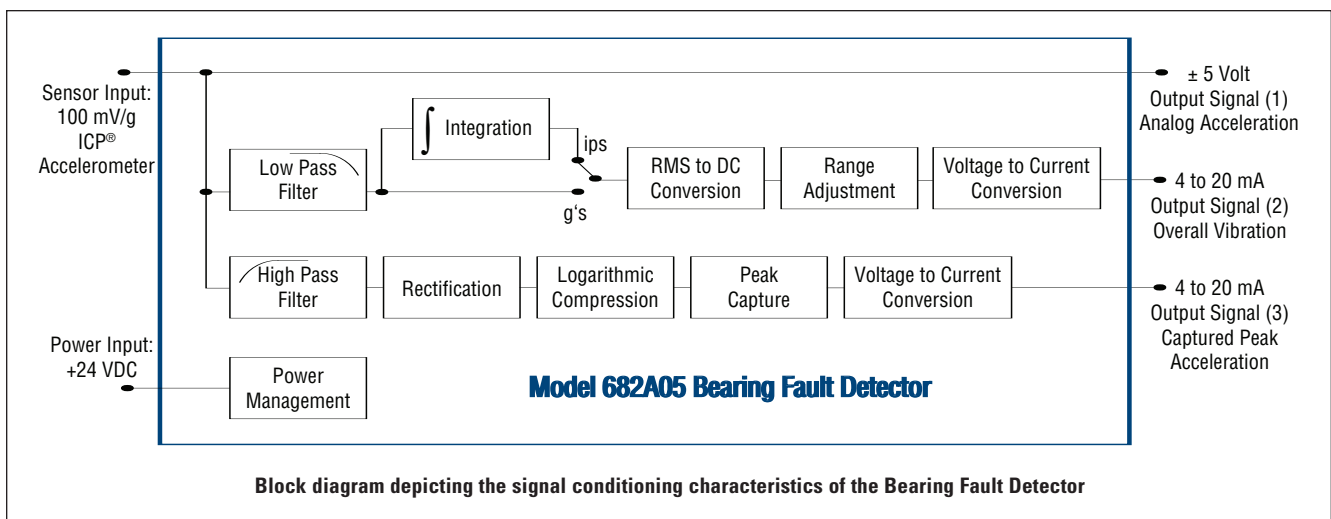 Sensor Input:
100 mV/g
ICP®
Accelerometer
± 5 Volt
Output Signal (1)
Analog Acceleration
∫ Integration
ips
g's
Low Pass
Filter
RMS to DC
Conversion
Range
Adjustment
Voltage to Current
Conversion
4 to 20 mA
Output Signal (2)
Overall Vibration
High Pass
Filter
Rectification
Logarithmic
Compression
Peak
Capture
Voltage to Current
Conversion
4 to 20 mA
Output Signal (3)
Captured Peak
Acceleration
Power Input:
+24 VDC
Power
Management
Model 682A05 Bearing Fault Detector
Block diagram depicting the signal conditioning characteristics of the Bearing Fault Detector